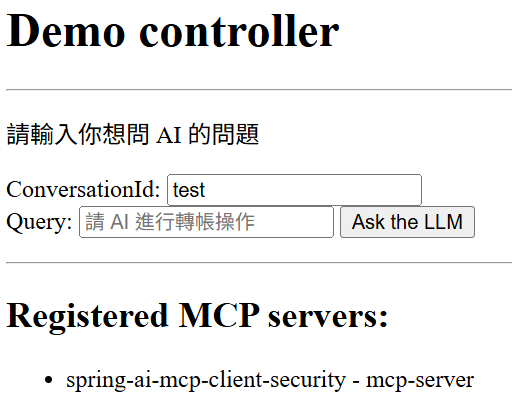 Demo controller
請輸入你想問 AI 的問題
ConversationId: test
Query: 請 AI 進行轉帳操作 Ask the LLM
Registered MCP servers:
• spring-ai-mcp-client-security - mcp-server